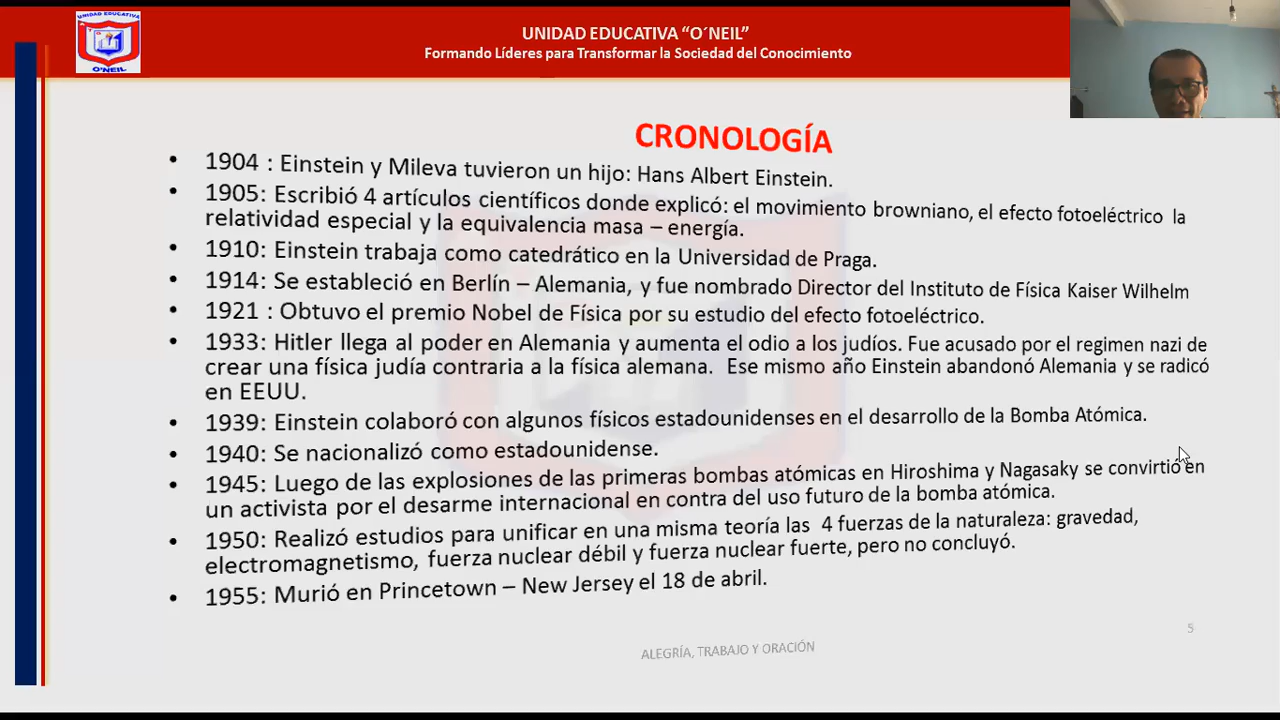 UNIDAD EDUCATIVA
O´NEIL
UNIDAD EDUCATIVA “O´NEIL”
Formando Líderes para Transformar la Sociedad del Conocimiento
CRONOLOGÍA
• 1904 : Einstein y Mileva tuvieron un hijo: Hans Albert Einstein.
• 1905: Escribió 4 artículos científicos donde explicó: el movimiento browniano, el efecto fotoeléctrico la
relatividad especial y la equivalencia masa – energía.
• 1910: Einstein trabaja como catedrático en la Universidad de Praga.
• 1914: Se estableció en Berlín – Alemania, y fue nombrado Director del Instituto de Física Kaiser Wilhelm
• 1921 : Obtuvo el premio Nobel de Física por su estudio del efecto fotoeléctrico.
• 1933: Hitler llega al poder en Alemania y aumenta el odio a los judíos. Fue acusado por el regimen nazi de
crear una física judía contraria a la física alemana. Ese mismo año Einstein abandonó Alemania y se radicó
en EEUU.
• 1939: Einstein colaboró con algunos físicos estadounidenses en el desarrollo de la Bomba Atómica.
• 1940: Se nacionalizó como estadounidense.
• 1945: Luego de las explosiones de las primeras bombas atómicas en Hiroshima y Nagasaky se convirtió en
un activista por el desarme internacional en contra del uso futuro de la bomba atómica.
• 1950: Realizó estudios para unificar en una misma teoría las 4 fuerzas de la naturaleza: gravedad,
electromagnetismo, fuerza nuclear débil y fuerza nuclear fuerte, pero no concluyó.
• 1955: Murió en Princetown – New Jersey el 18 de abril.
5
ALEGRÍA, TRABAJO Y ORACIÓN